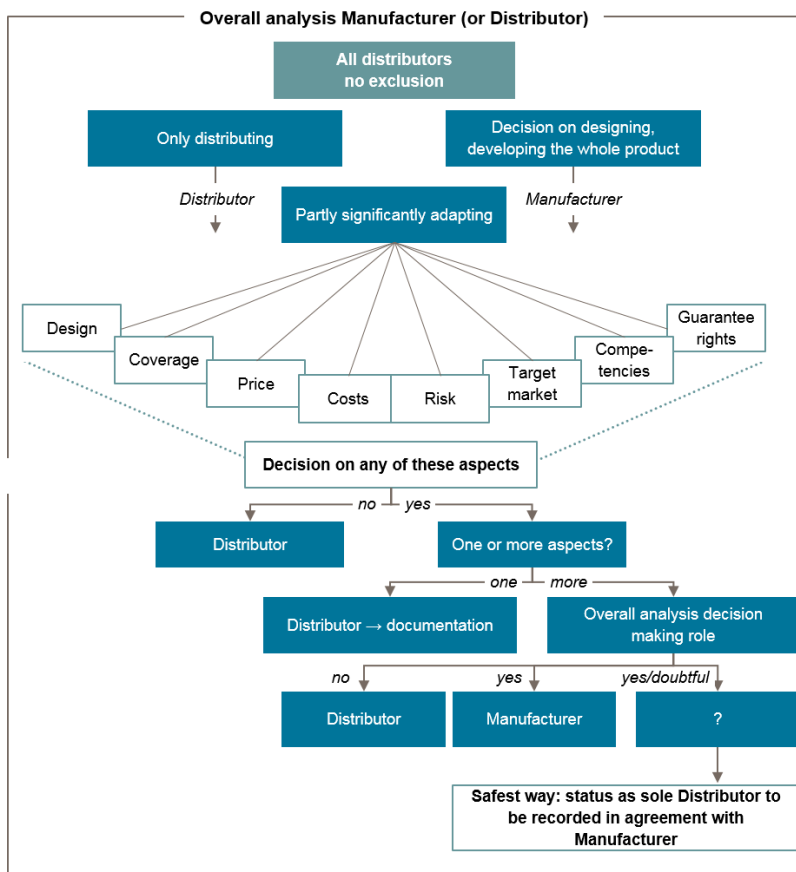 Overall analysis Manufacturer (or Distributor)
All distributors
no exclusion
Only distributing
Decision on designing,
developing the whole product
Distributor
Manufacturer
Partly significantly adapting
Design
Coverage
Price
Costs
Risk
Target
market
Compe-
tencies
Guarantee
rights
Decision on any of these aspects
no
yes
Distributor
One or more aspects?
one
more
Distributor → documentation
Overall analysis decision
making role
no
yes
yes/doubtful
Distributor
Manufacturer
?
Safest way: status as sole Distributor to
be recorded in agreement with
Manufacturer